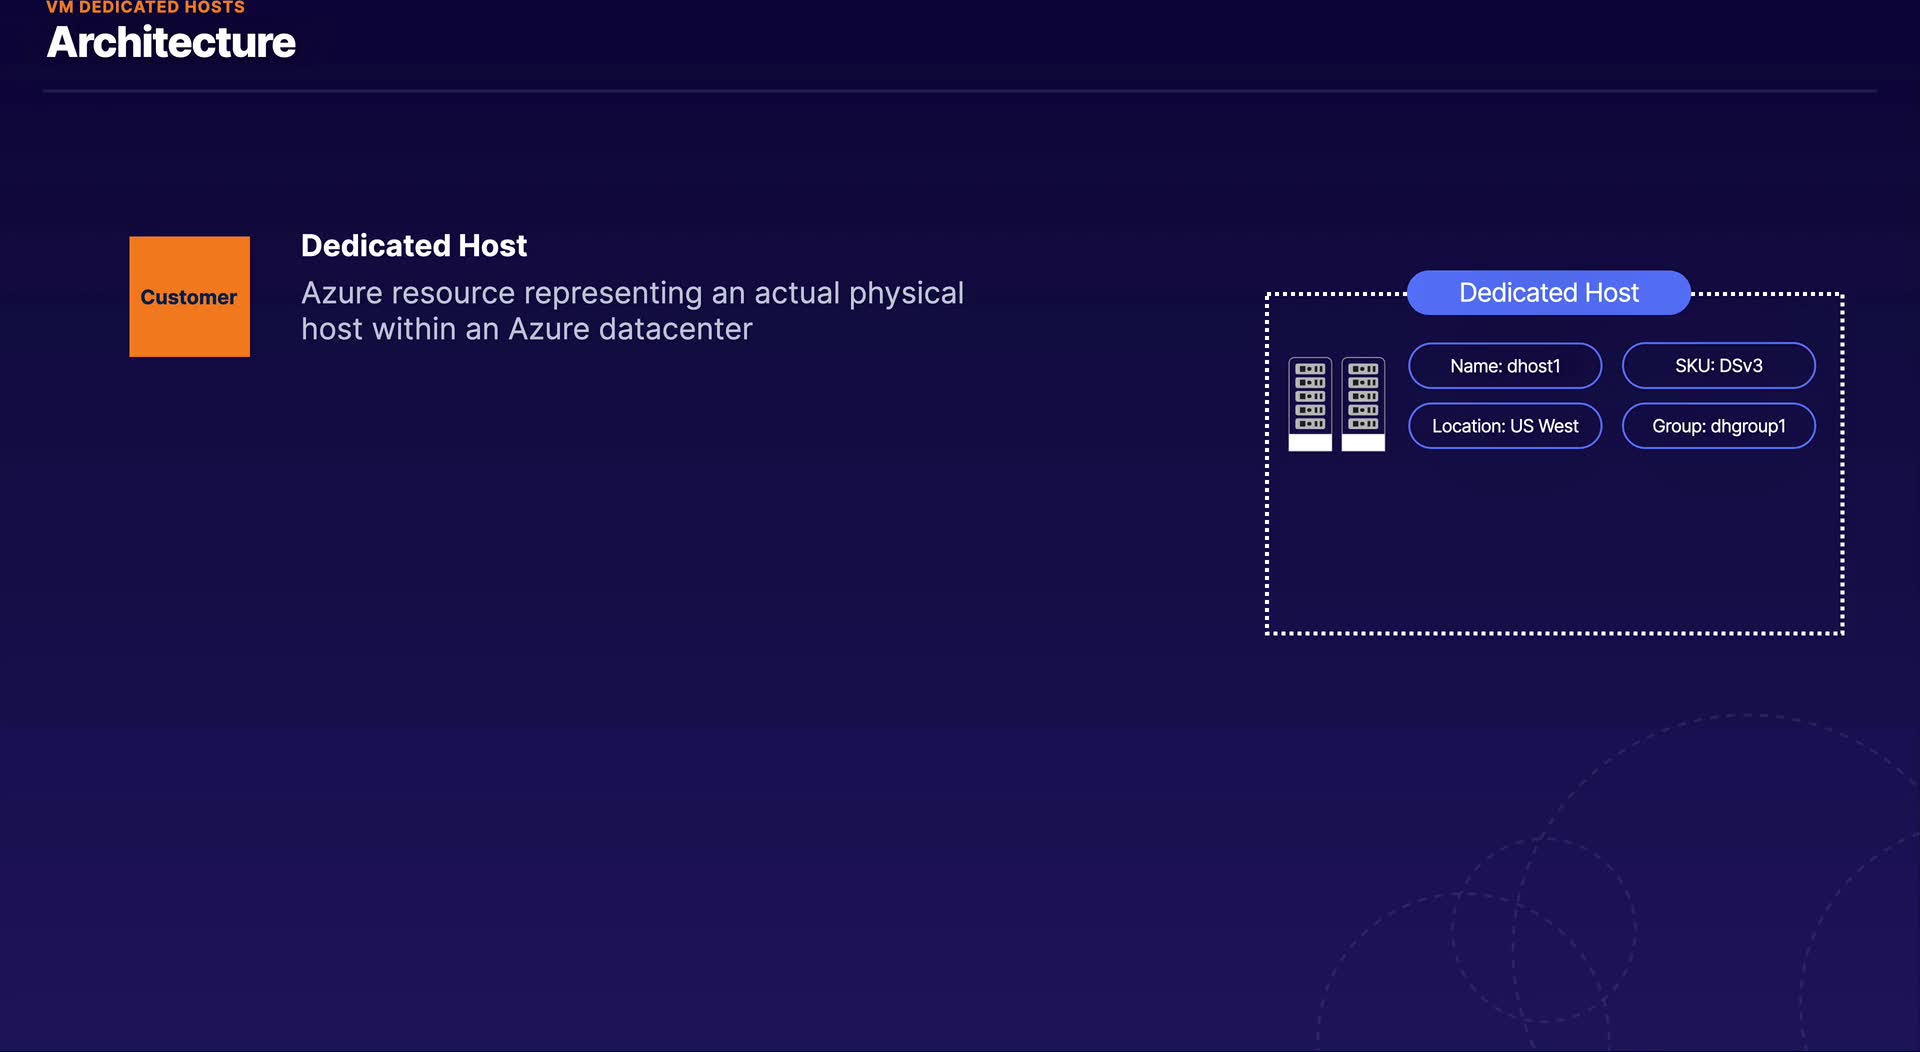 VM DEDICATED HOSTS
Architecture
Customer
Dedicated Host
Azure resource representing an actual physical
host within an Azure datacenter
Dedicated Host
Name: dhost1
SKU: DSv3
Location: US West
Group: dhgroup1